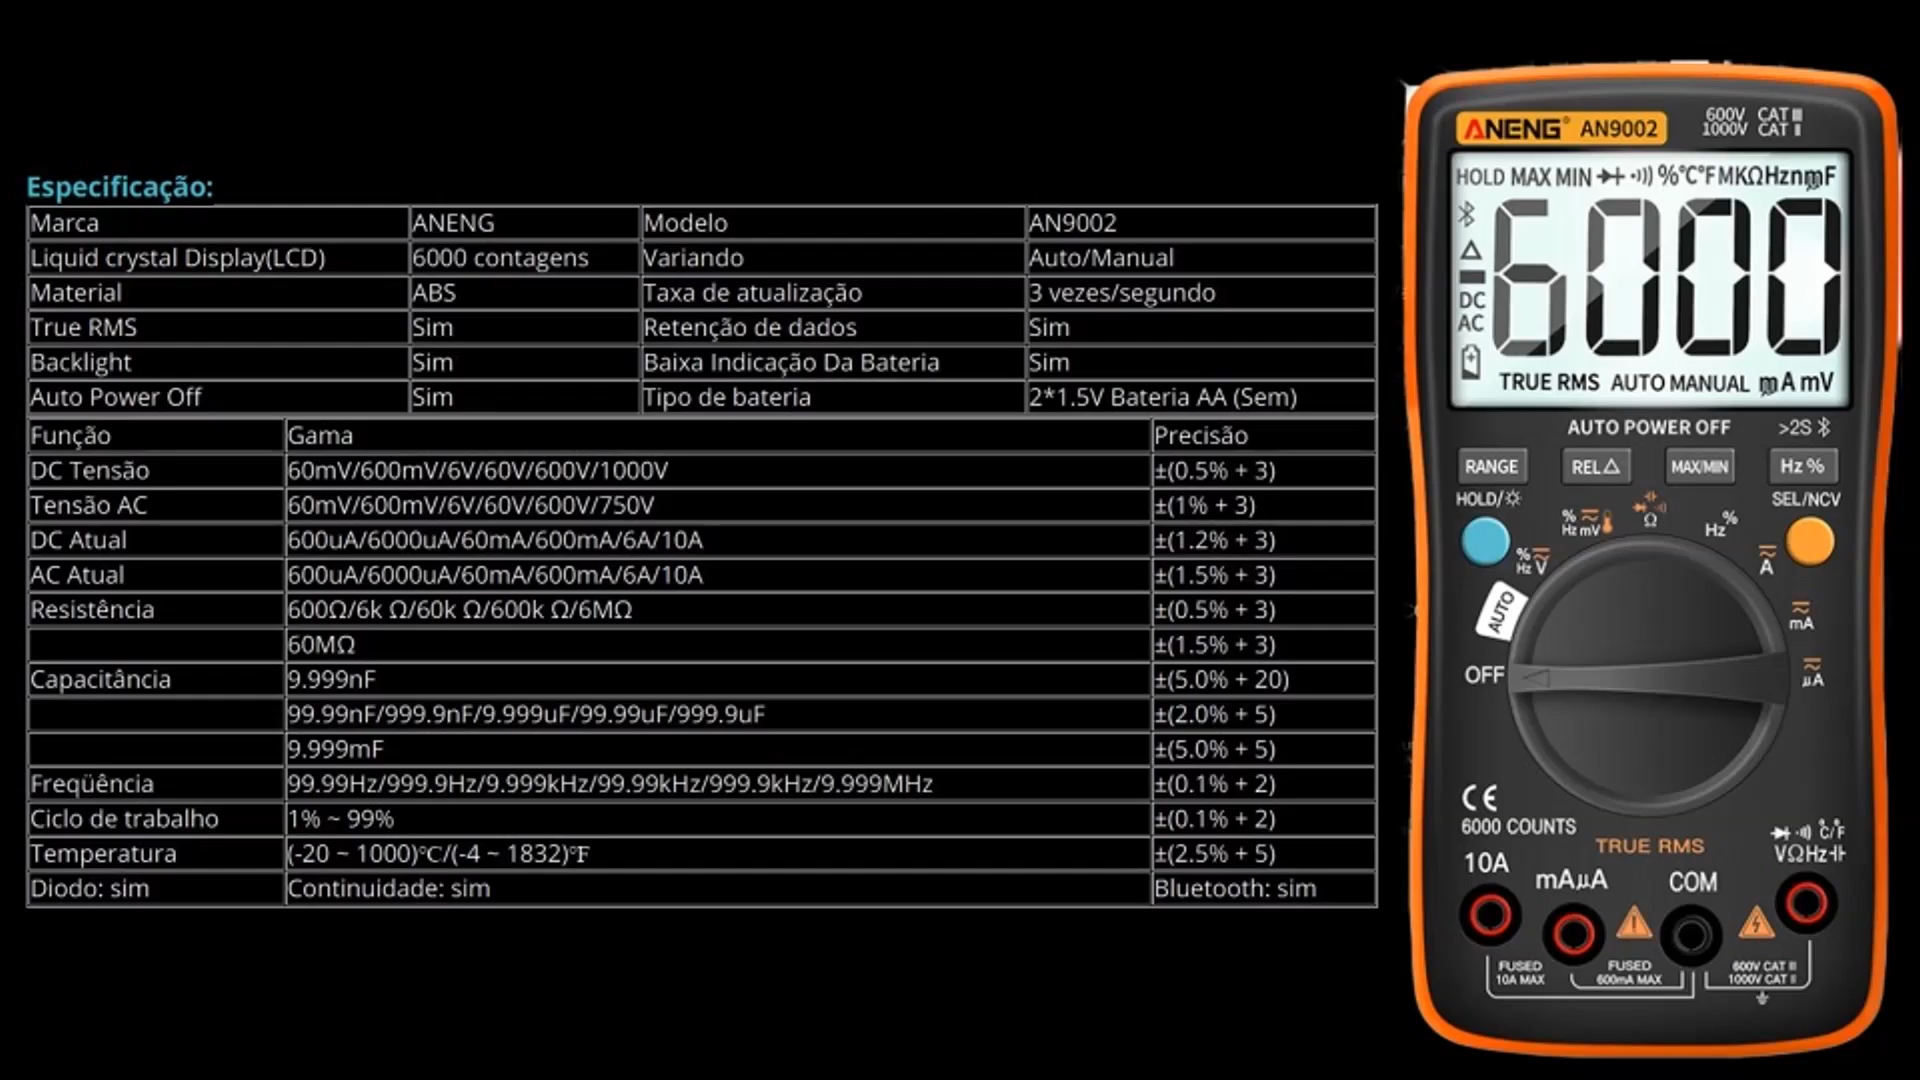 Especificação:
Marca ANENG Modelo AN9002
Liquid crystal Display(LCD) 6000 contagens Variando Auto/Manual
Material ABS Taxa de atualização 3 vezes/segundo
True RMS Sim Retenção de dados Sim
Backlight Sim Baixa Indicação Da Bateria Sim
Auto Power Off Sim Tipo de bateria 2*1.5V Bateria AA (Sem)
Função Gama Precisão
DC Tensão 60mV/600mV/6V/60V/600V/1000V ±(0.5% + 3)
Tensão AC 60mV/600mV/6V/60V/600V/750V ±(1% + 3)
DC Atual 600uA/6000uA/60mA/600mA/6A/10A ±(1.2% + 3)
AC Atual 600uA/6000uA/60mA/600mA/6A/10A ±(1.5% + 3)
Resistência 600Ω/6k Ω/60k Ω/600k Ω/6MΩ ±(0.5% + 3)
60MΩ ±(1.5% + 3)
Capacitância 9.999nF ±(5.0% + 20)
99.99nF/999.9nF/9.999uF/99.99uF/999.9uF ±(2.0% + 5)
9.999mF ±(5.0% + 5)
Freqüência 99.99Hz/999.9Hz/9.999kHz/99.99kHz/999.9kHz/9.999MHz ±(0.1% + 2)
Ciclo de trabalho 1% ~ 99% ±(0.1% + 2)
Temperatura (-20 ~ 1000)℃/(-4 ~ 1832)℉ ±(2.5% + 5)
Diodo: sim Continuidade: sim Bluetooth: sim
ANENG® AN9002
600V CAT III
1000V CAT II
HOLD MAX MIN %°C°F MKΩHznmF
6000
DC
AC
TRUE RMS AUTO MANUAL mA mV
AUTO POWER OFF >2S
RANGE REL△ MAX/MIN Hz %
HOLD/ SEL/NCV
% Hz mV
Ω
Hz %
% Hz V
A
AUTO
mA
OFF
µA
CE
6000 COUNTS
TRUE RMS
°C/°F
VΩHz
10A
mAµA
COM
FUSED
10A MAX
FUSED
600mA MAX
600V CAT III
1000V CAT II